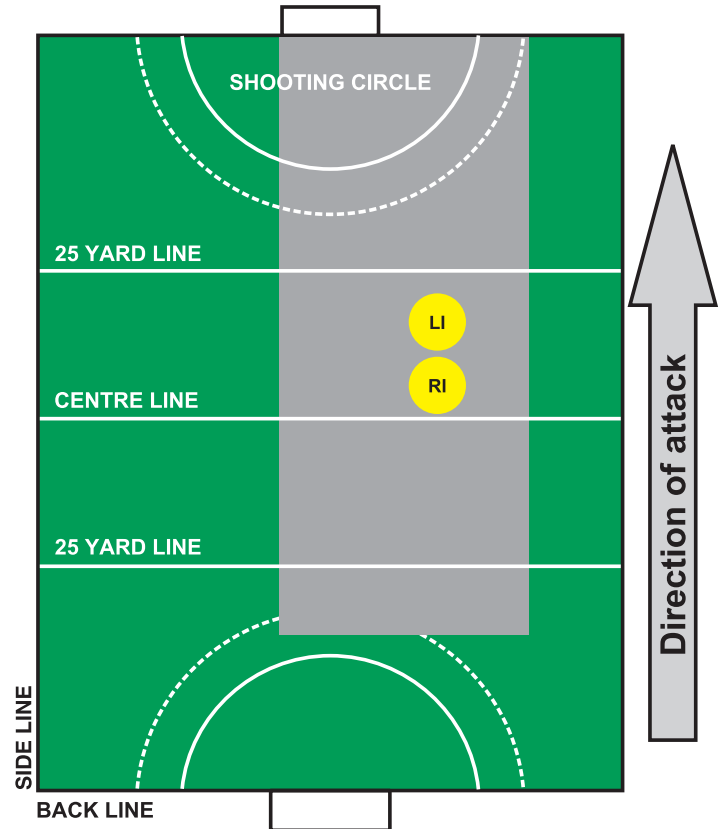 SHOOTING CIRCLE
25 YARD LINE
LI
RI
CENTRE LINE
25 YARD LINE
Direction of attack
SIDE LINE
BACK LINE